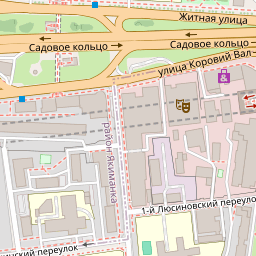 Житная улица
Садовое кольцо
Садовое кольцо
улица Коровий Вал
район Якиманка
1-й Люсиновский переулок
переулок